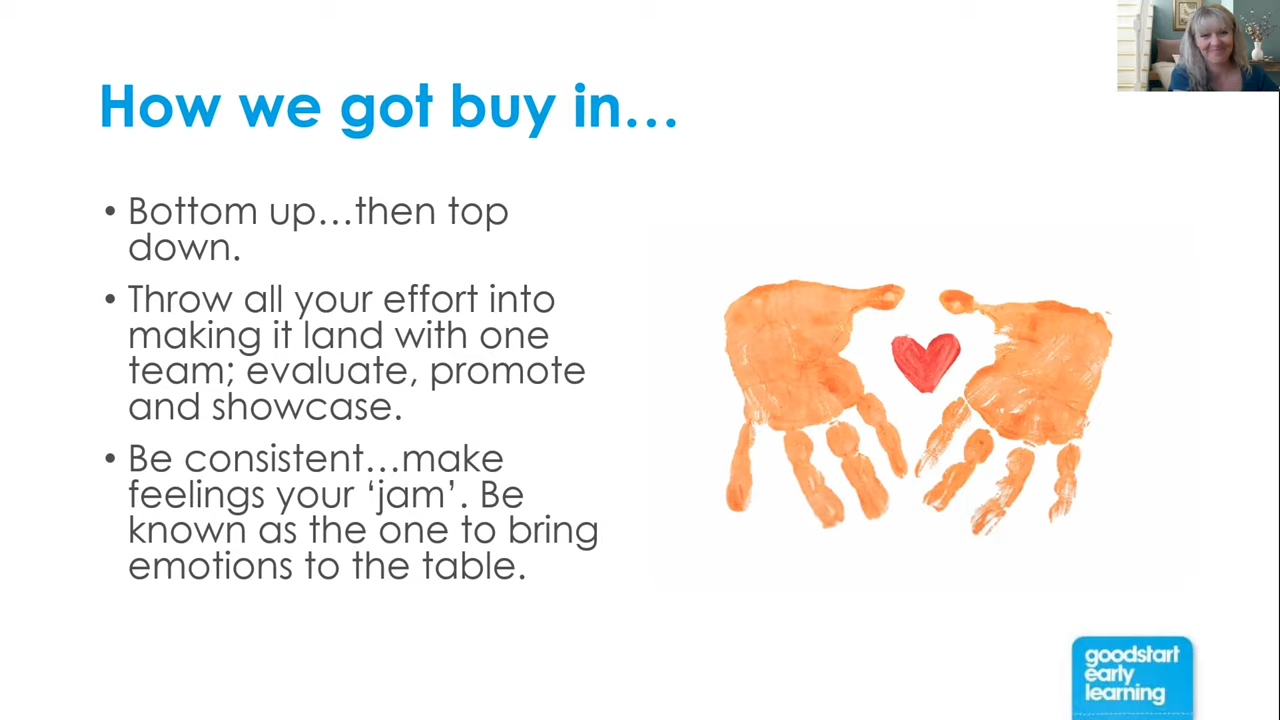 How we got buy in…
• Bottom up…then top
down.
• Throw all your effort into
making it land with one
team; evaluate, promote
and showcase.
• Be consistent…make
feelings your ‘jam’. Be
known as the one to bring
emotions to the table.
goodstart
early
learning